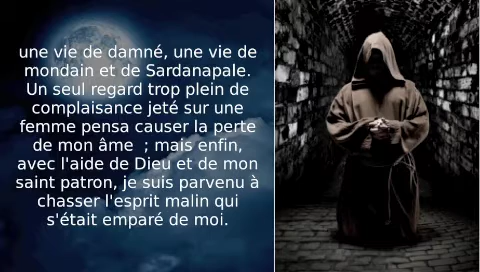 une vie de damné, une vie de
mondain et de Sardanapale.
Un seul regard trop plein de
complaisance jeté sur une
femme pensa causer la perte
de mon âme  ; mais enfin,
avec l'aide de Dieu et de mon
saint patron, je suis parvenu à
chasser l'esprit malin qui
s'était emparé de moi.